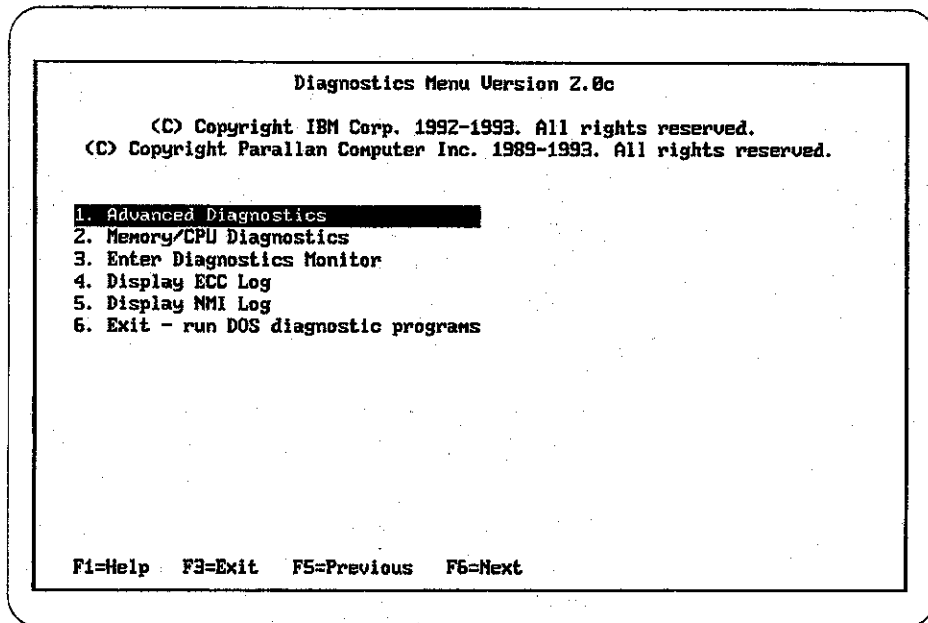 Diagnostics Menu Version 2.0c
(C) Copyright IBM Corp. 1992-1993. All rights reserved.
(C) Copyright Parallan Computer Inc. 1989-1993. All rights reserved.
1. Advanced Diagnostics
2. Memory/CPU Diagnostics
3. Enter Diagnostics Monitor
4. Display ECC Log
5. Display NMI Log
6. Exit - run DOS diagnostic programs
F1=Help F3=Exit F5=Previous F6=Next